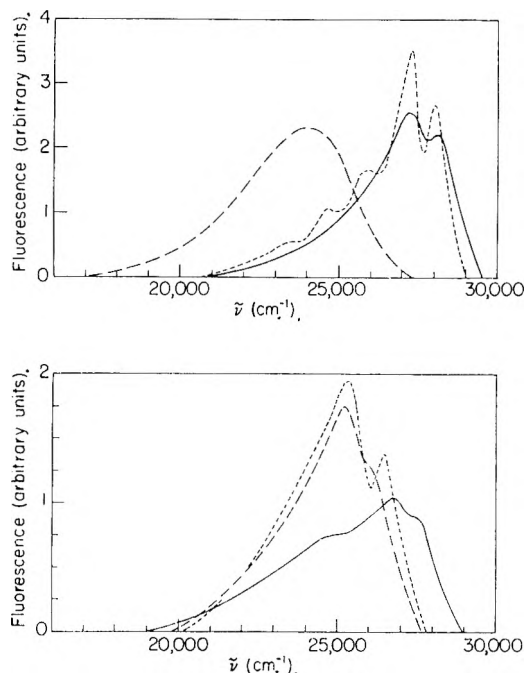 Fluorescence (arbitrary units).
4
3
2
1
0
20,000 25,000 30,000
ṽ (cm⁻¹).
Fluorescence (arbitrary units).
2
1
0
20,000 25,000 30,000
ṽ (cm⁻¹).